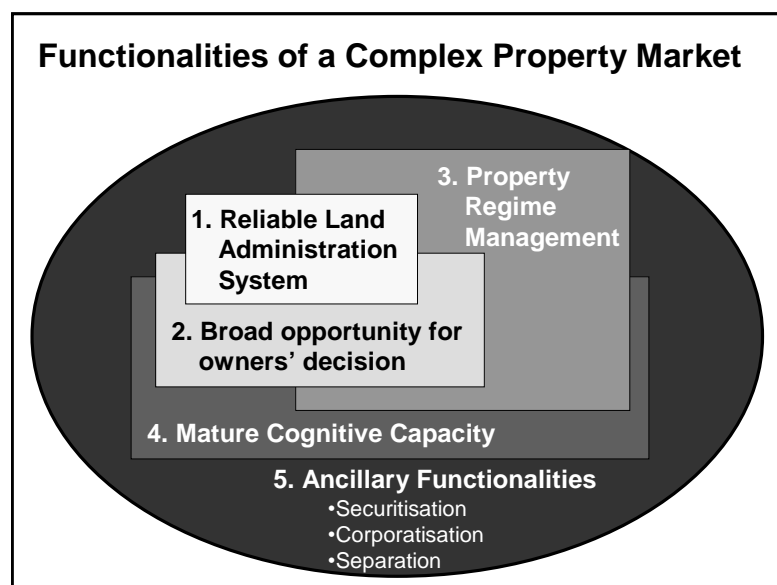 Functionalities of a Complex Property Market
1. Reliable Land
Administration
System
2. Broad opportunity for
owners’ decision
3. Property
Regime
Management
4. Mature Cognitive Capacity
5. Ancillary Functionalities
•Securitisation
•Corporatisation
•Separation